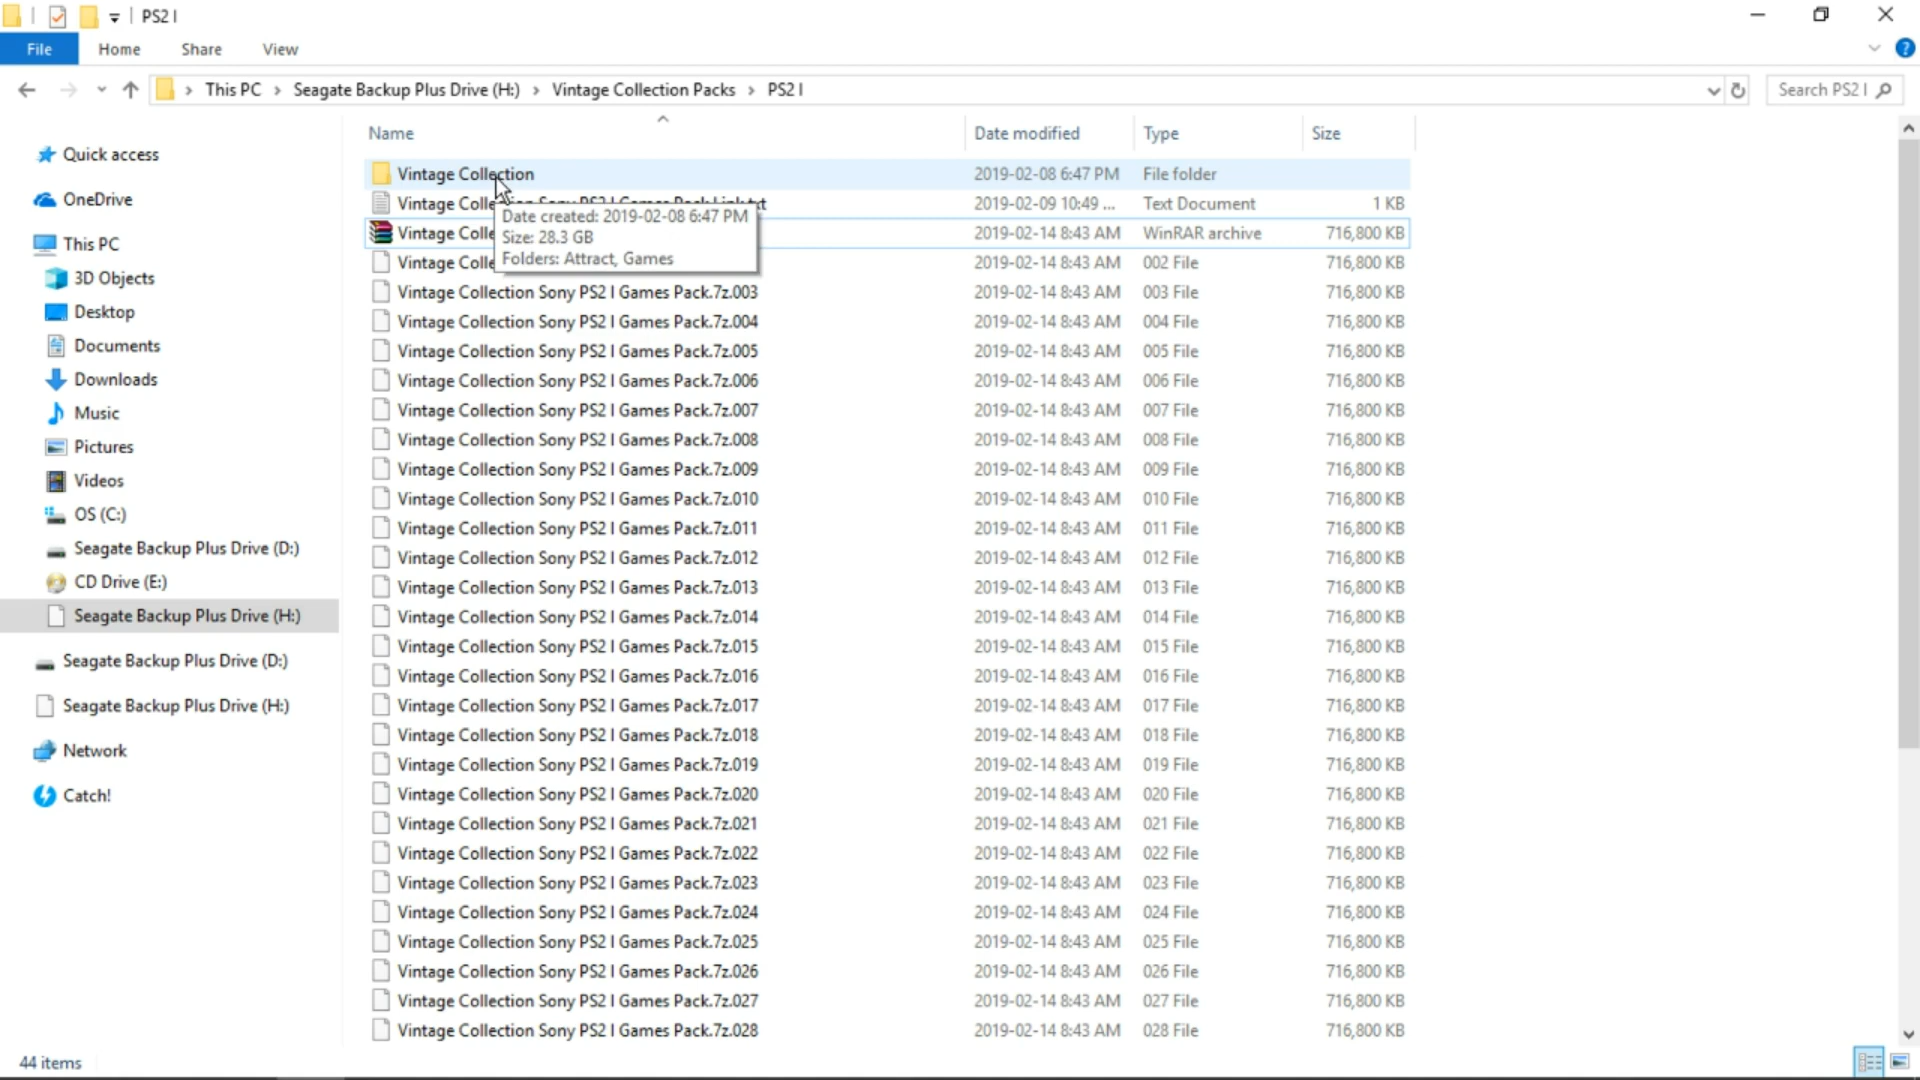 PS2 I
File Home Share View
This PC Seagate Backup Plus Drive (H:) Vintage Collection Packs PS2 I Search PS2 I
Name Date modified Type Size
Quick access
OneDrive
This PC
3D Objects
Desktop
Documents
Downloads
Music
Pictures
Videos
OS (C:)
Seagate Backup Plus Drive (D:)
CD Drive (E:)
Seagate Backup Plus Drive (H:)
Seagate Backup Plus Drive (D:)
Seagate Backup Plus Drive (H:)
Network
Catch!
Vintage Collection 2019-02-08 6:47 PM File folder
Vintage Colle 2019-02-09 10:49 ... Text Document 1 KB
Date created: 2019-02-08 6:47 PM
Size: 28.3 GB
Folders: Attract, Games
Vintage Colle 2019-02-14 8:43 AM WinRAR archive 716,800 KB
Vintage Colle 2019-02-14 8:43 AM 002 File 716,800 KB
Vintage Collection Sony PS2 I Games Pack.7z.003 2019-02-14 8:43 AM 003 File 716,800 KB
Vintage Collection Sony PS2 I Games Pack.7z.004 2019-02-14 8:43 AM 004 File 716,800 KB
Vintage Collection Sony PS2 I Games Pack.7z.005 2019-02-14 8:43 AM 005 File 716,800 KB
Vintage Collection Sony PS2 I Games Pack.7z.006 2019-02-14 8:43 AM 006 File 716,800 KB
Vintage Collection Sony PS2 I Games Pack.7z.007 2019-02-14 8:43 AM 007 File 716,800 KB
Vintage Collection Sony PS2 I Games Pack.7z.008 2019-02-14 8:43 AM 008 File 716,800 KB
Vintage Collection Sony PS2 I Games Pack.7z.009 2019-02-14 8:43 AM 009 File 716,800 KB
Vintage Collection Sony PS2 I Games Pack.7z.010 2019-02-14 8:43 AM 010 File 716,800 KB
Vintage Collection Sony PS2 I Games Pack.7z.011 2019-02-14 8:43 AM 011 File 716,800 KB
Vintage Collection Sony PS2 I Games Pack.7z.012 2019-02-14 8:43 AM 012 File 716,800 KB
Vintage Collection Sony PS2 I Games Pack.7z.013 2019-02-14 8:43 AM 013 File 716,800 KB
Vintage Collection Sony PS2 I Games Pack.7z.014 2019-02-14 8:43 AM 014 File 716,800 KB
Vintage Collection Sony PS2 I Games Pack.7z.015 2019-02-14 8:43 AM 015 File 716,800 KB
Vintage Collection Sony PS2 I Games Pack.7z.016 2019-02-14 8:43 AM 016 File 716,800 KB
Vintage Collection Sony PS2 I Games Pack.7z.017 2019-02-14 8:43 AM 017 File 716,800 KB
Vintage Collection Sony PS2 I Games Pack.7z.018 2019-02-14 8:43 AM 018 File 716,800 KB
Vintage Collection Sony PS2 I Games Pack.7z.019 2019-02-14 8:43 AM 019 File 716,800 KB
Vintage Collection Sony PS2 I Games Pack.7z.020 2019-02-14 8:43 AM 020 File 716,800 KB
Vintage Collection Sony PS2 I Games Pack.7z.021 2019-02-14 8:43 AM 021 File 716,800 KB
Vintage Collection Sony PS2 I Games Pack.7z.022 2019-02-14 8:43 AM 022 File 716,800 KB
Vintage Collection Sony PS2 I Games Pack.7z.023 2019-02-14 8:43 AM 023 File 716,800 KB
Vintage Collection Sony PS2 I Games Pack.7z.024 2019-02-14 8:43 AM 024 File 716,800 KB
Vintage Collection Sony PS2 I Games Pack.7z.025 2019-02-14 8:43 AM 025 File 716,800 KB
Vintage Collection Sony PS2 I Games Pack.7z.026 2019-02-14 8:43 AM 026 File 716,800 KB
Vintage Collection Sony PS2 I Games Pack.7z.027 2019-02-14 8:43 AM 027 File 716,800 KB
Vintage Collection Sony PS2 I Games Pack.7z.028 2019-02-14 8:43 AM 028 File 716,800 KB
44 items